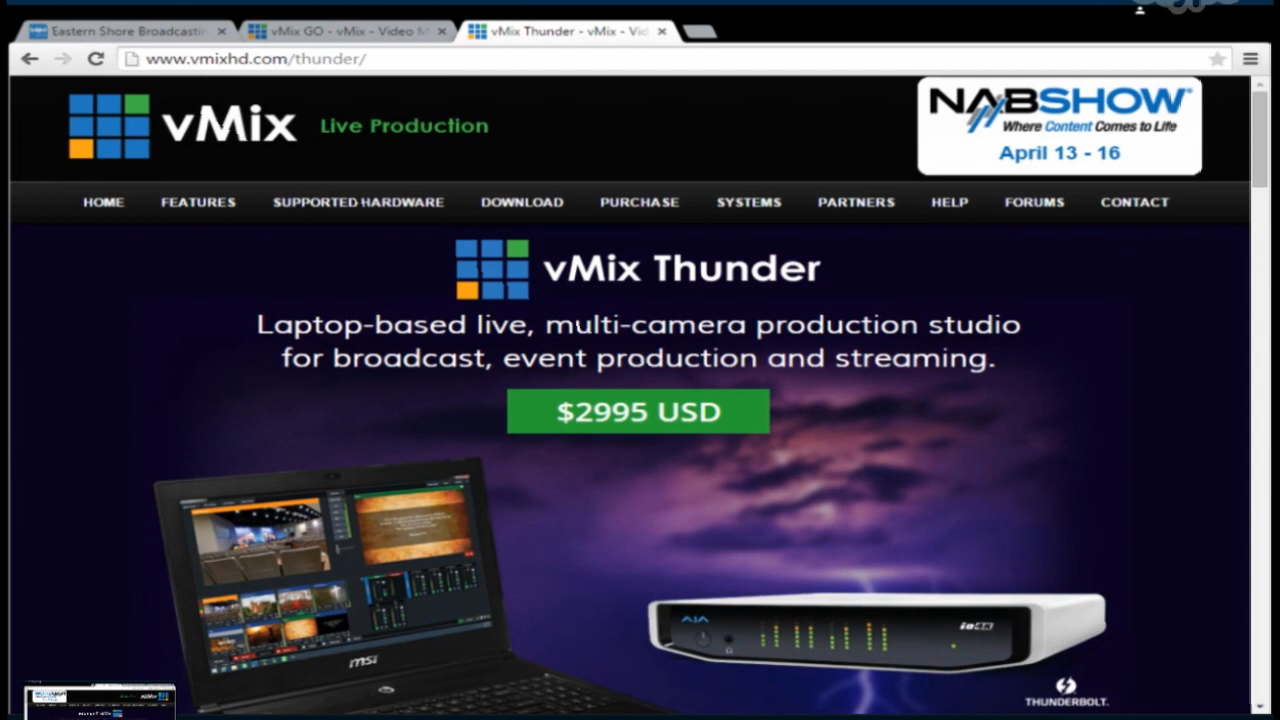 Skype
Eastern Shore Broadcastin
vMix GO - vMix - Video M
vMix Thunder - vMix - Vid
www.vmixhd.com/thunder/
vMix Live Production
NABSHOW
Where Content Comes to Life
April 13 - 16
HOME FEATURES SUPPORTED HARDWARE DOWNLOAD PURCHASE SYSTEMS PARTNERS HELP FORUMS CONTACT
vMix Thunder
Laptop-based live, multi-camera production studio
for broadcast, event production and streaming.
$2995 USD
AJA
msi
THUNDERBOLT.